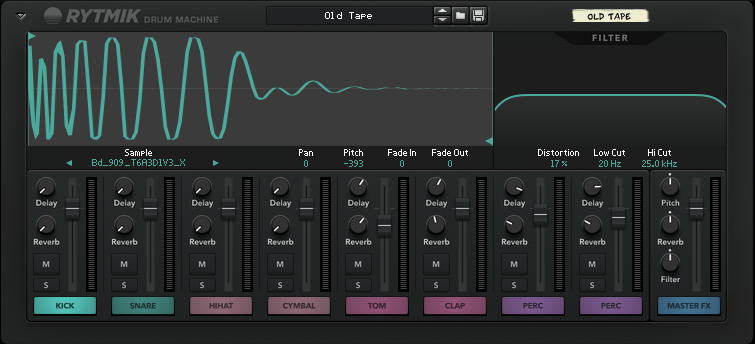 RYTMIK DRUM MACHINE
Old Tape
OLD TAPE
FILTER
Sample Pan Pitch Fade In Fade Out Distortion Low Cut Hi Cut
Bd_909_T6A3D1V3_X 0 -393 0 0 17 % 20 Hz 25.0 kHz
Delay Delay Delay Delay Delay Delay Delay Delay Pitch
Reverb Reverb Reverb Reverb Reverb Reverb Reverb Reverb Reverb
M M M M M M M M Filter
S S S S S S S S
KICK SNARE HIHAT CYMBAL TOM CLAP PERC PERC MASTER FX